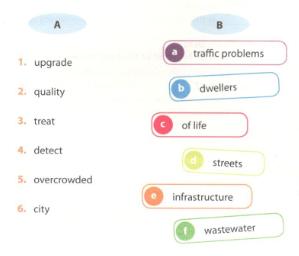 A
B
1. upgrade
2. quality
3. treat
4. detect
5. overcrowded
6. city
a traffic problems
b dwellers
c of life
d streets
e infrastructure
f wastewater